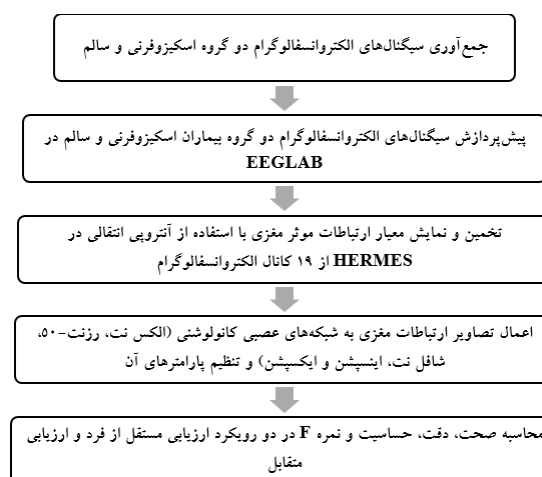 جمع‌آوری سیگنال‌های الکتروانسفالوگرام دو گروه اسکیزوفرنی و سالم
پیش‌پردازش سیگنال‌های الکتروانسفالوگرام دو گروه بیماران اسکیزوفرنی و سالم در
EEGLAB
تخمین و نمایش معیار ارتباطات موثر مغزی با استفاده از آنتروپی انتقالی در
HERMES از ۱۹ کانال الکتروانسفالوگرام
اعمال تصاویر ارتباطات مغزی به شبکه‌های عصبی کانولوشنی (الکس نت، رزنت-۵۰،
شافل نت، اینسپشن و ایکسپشن) و تنظیم پارامترهای آن
محاسبه صحت، دقت، حساسیت و نمره F در دو رویکرد ارزیابی مستقل از فرد و ارزیابی
متقابل